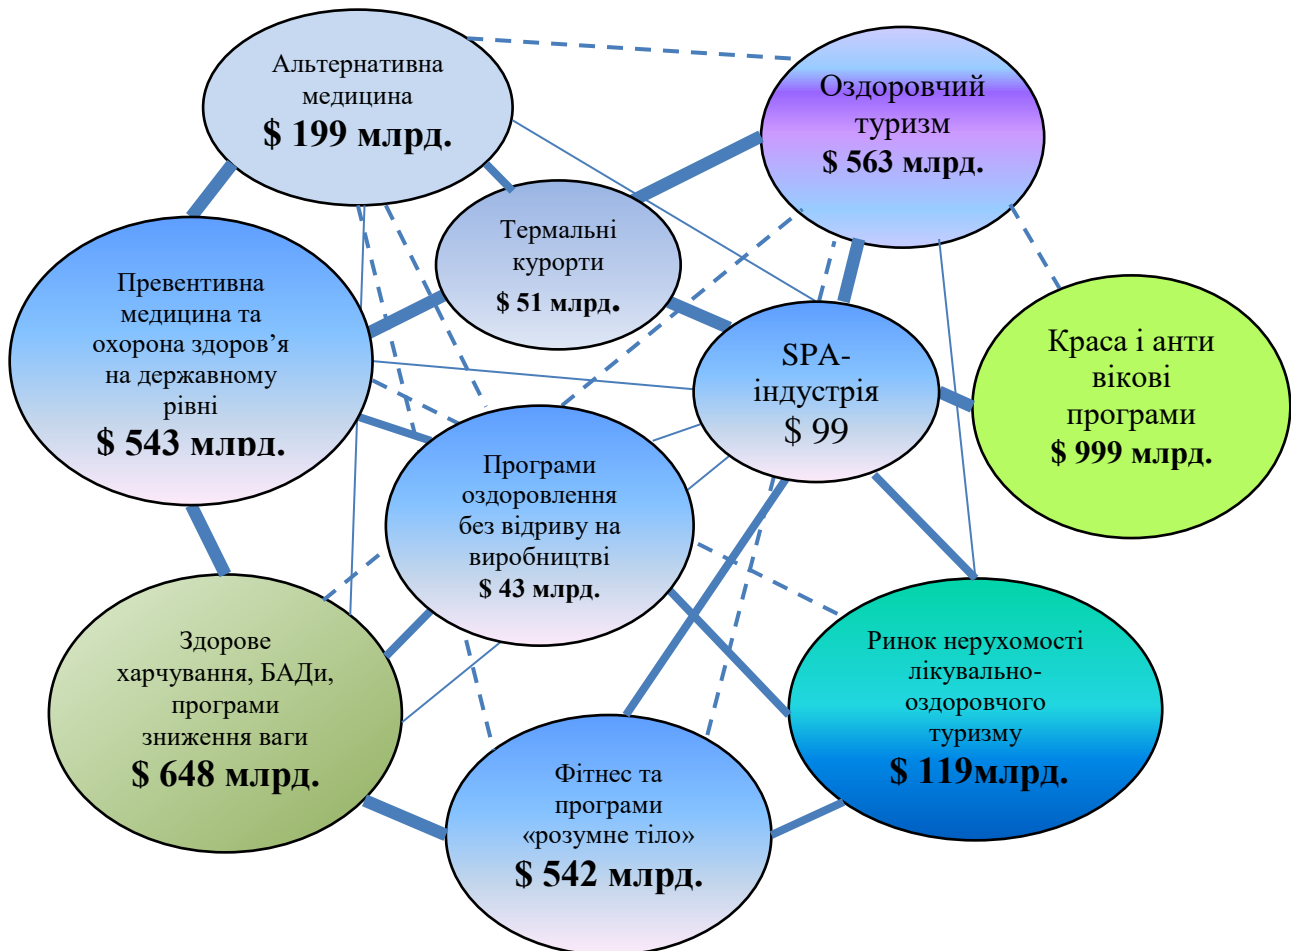 Альтернативна
медицина
$ 199 млрд.
Оздоровчий
туризм
$ 563 млрд.
Термальні
курорти
$ 51 млрд.
Превентивна
медицина та
охорона здоров’я
на державному
рівні
$ 543 млрд.
SPA-
індустрія
$ 99
Краса і анти
вікові
програми
$ 999 млрд.
Програми
оздоровлення
без відриву на
виробництві
$ 43 млрд.
Здорове
харчування, БАДи,
програми
зниження ваги
$ 648 млрд.
Ринок нерухомості
лікувально-
оздоровчого
туризму
$ 119млрд.
Фітнес та
програми
«розумне тіло»
$ 542 млрд.